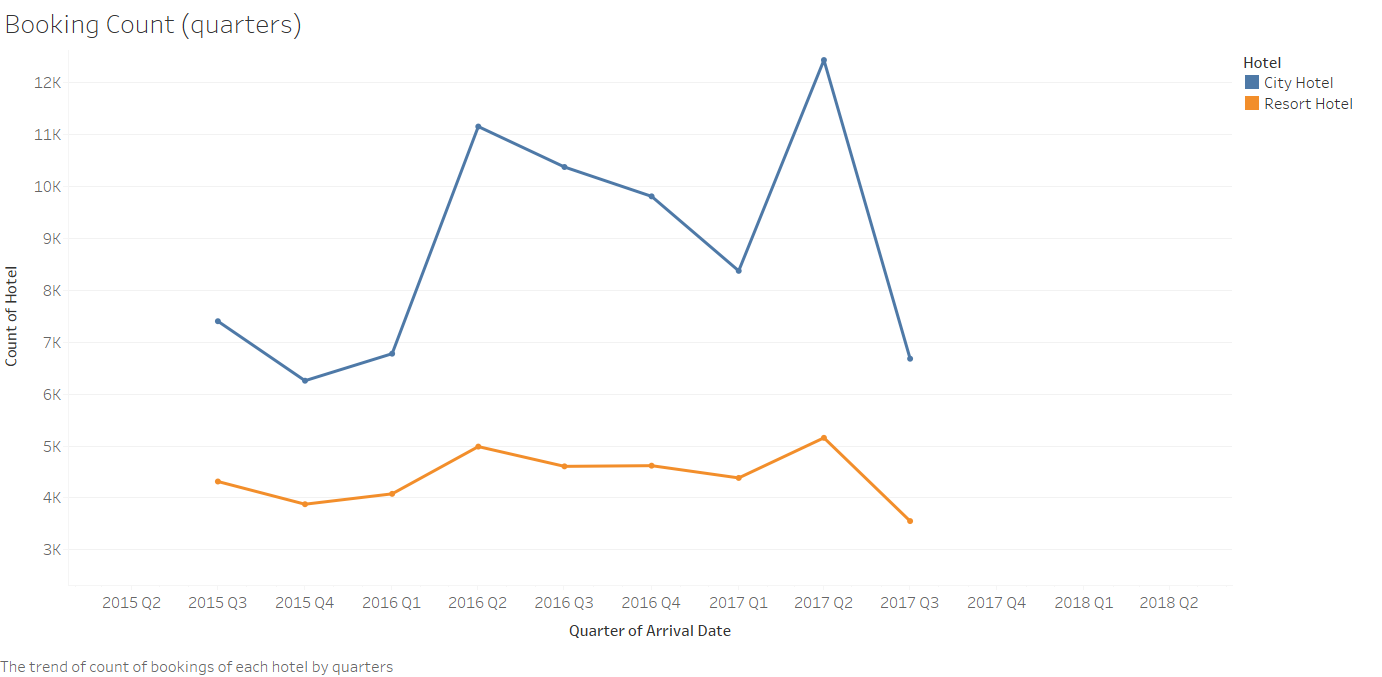 Booking Count (quarters)
Hotel
City Hotel
Resort Hotel
12K
11K
10K
9K
8K
7K
6K
5K
4K
3K
Count of Hotel
2015 Q2 2015 Q3 2015 Q4 2016 Q1 2016 Q2 2016 Q3 2016 Q4 2017 Q1 2017 Q2 2017 Q3 2017 Q4 2018 Q1 2018 Q2
Quarter of Arrival Date
The trend of count of bookings of each hotel by quarters